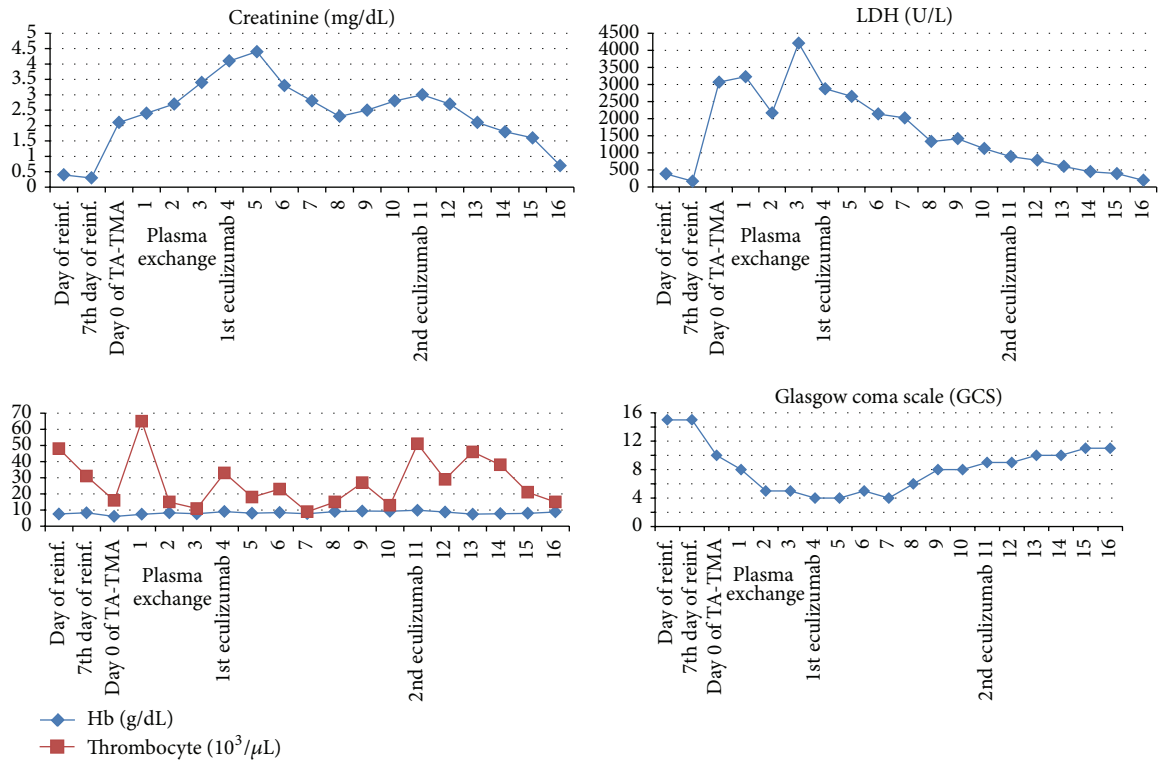 Creatinine (mg/dL)
5
4.5
4
3.5
3
2.5
2
1.5
1
0.5
0
Day of reinf.
7th day of reinf.
Day 0 of TA-TMA
1
2
3
1st eculizumab 4
5
6
7
8
9
10
2nd eculizumab 11
12
13
14
15
16
Plasma
exchange
LDH (U/L)
4500
4000
3500
3000
2500
2000
1500
1000
500
0
Day of reinf.
7th day of reinf.
Day 0 of TA-TMA
1
2
3
1st eculizumab 4
5
6
7
8
9
10
2nd eculizumab 11
12
13
14
15
16
Plasma
exchange
70
60
50
40
30
20
10
0
Day of reinf.
7th day of reinf.
Day 0 of TA-TMA
1
2
3
1st eculizumab 4
5
6
7
8
9
10
2nd eculizumab 11
12
13
14
15
16
Plasma
exchange
Hb (g/dL)
Thrombocyte (10³/μL)
Glasgow coma scale (GCS)
16
12
8
4
0
Day of reinf.
7th day of reinf.
Day 0 of TA-TMA
1
2
3
1st eculizumab 4
5
6
7
8
9
10
2nd eculizumab 11
12
13
14
15
16
Plasma
exchange